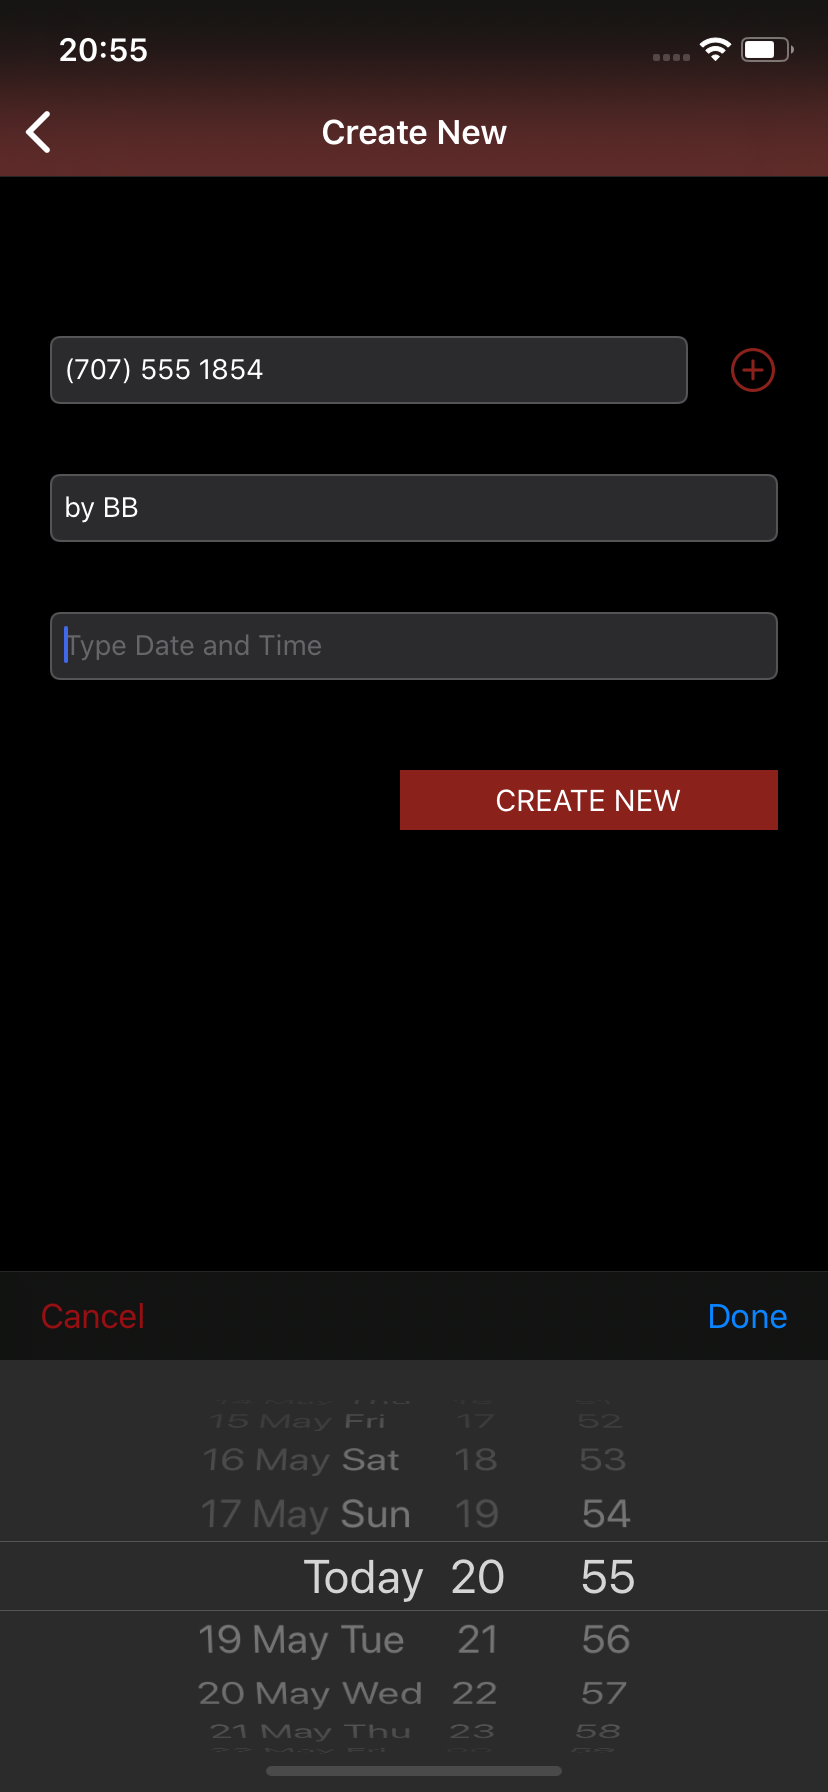 20:55
Create New
(707) 555 1854
by BB
Type Date and Time
CREATE NEW
Cancel Done
15 May Fri 17 52
16 May Sat 18 53
17 May Sun 19 54
Today 20 55
19 May Tue 21 56
20 May Wed 22 57
21 May Thu 23 58